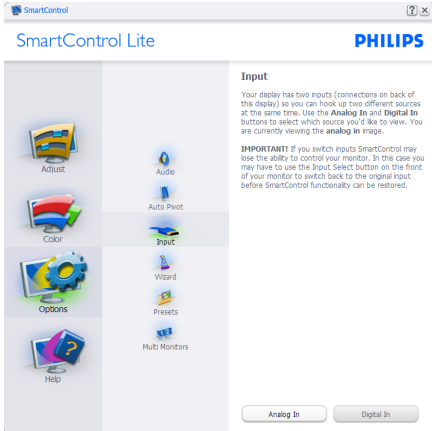 SmartControl
SmartControl Lite
PHILIPS
Adjust
Color
Options
Help
Audio
Auto Pivot
Input
Wizard
Presets
Multi Monitors
Input
Your display has two inputs (connections on back of
this display) so you can hook up two different sources
at the same time. Use the Analog In and Digital In
buttons to select which source you'd like to view. You
are currently viewing the analog in image.
IMPORTANT! If you switch inputs SmartControl may
lose the ability to control your monitor. In this case you
may have to use the Input Select button on the front
of your monitor to switch back to the original input
before SmartControl functionality can be restored.
Analog In
Digital In